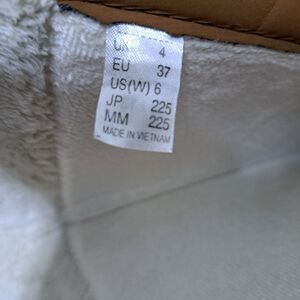 UK 4
EU 37
US(W) 6
JP 225
MM 225
MADE IN VIETNAM